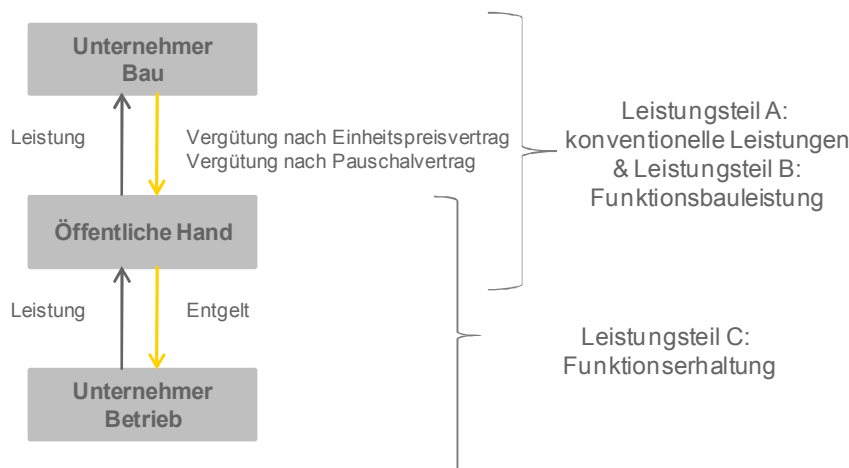 Unternehmer
Bau
Leistung
Vergütung nach Einheitspreisvertrag
Vergütung nach Pauschalvertrag
Leistungsteil A:
konventionelle Leistungen
& Leistungsteil B:
Funktionsbauleistung
Öffentliche Hand
Leistung
Entgelt
Leistungsteil C:
Funktionserhaltung
Unternehmer
Betrieb